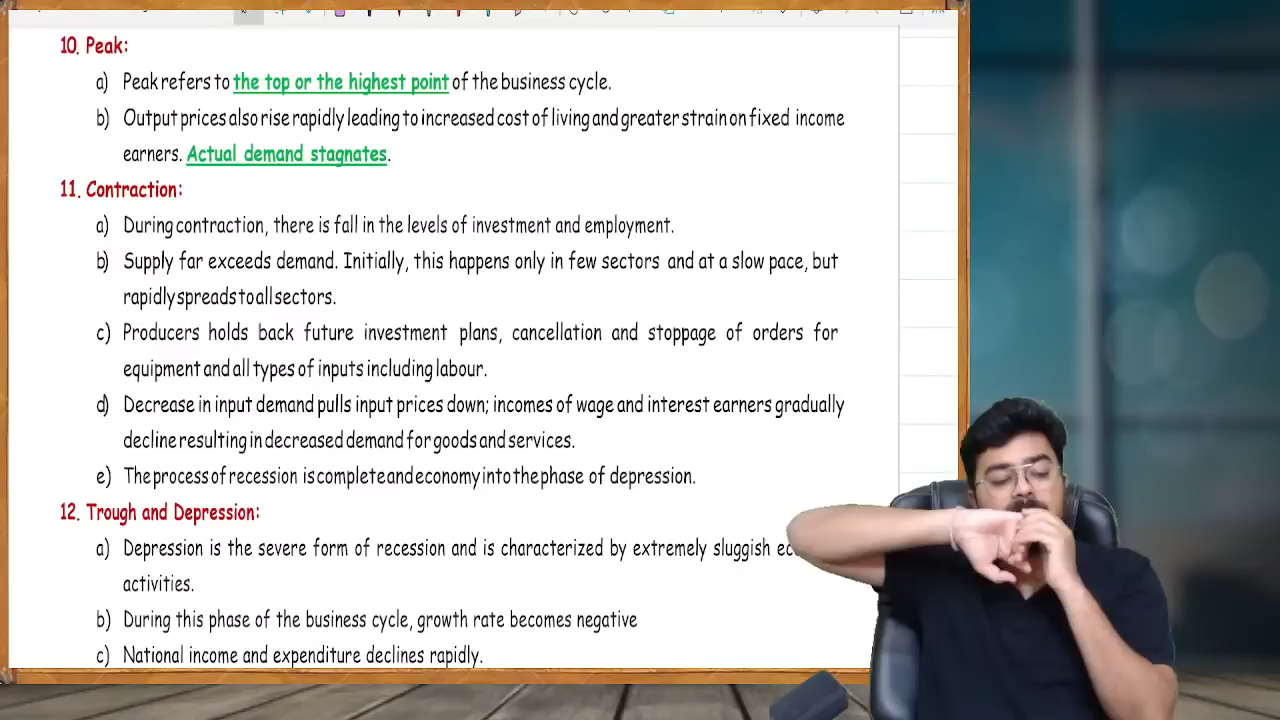 10. Peak:
a) Peak refers to the top or the highest point of the business cycle.
b) Output prices also rise rapidly leading to increased cost of living and greater strain on fixed income
earners. Actual demand stagnates.
11. Contraction:
a) During contraction, there is fall in the levels of investment and employment.
b) Supply far exceeds demand. Initially, this happens only in few sectors and at a slow pace, but
rapidly spreads to all sectors.
c) Producers holds back future investment plans, cancellation and stoppage of orders for
equipment and all types of inputs including labour.
d) Decrease in input demand pulls input prices down; incomes of wage and interest earners gradually
decline resulting in decreased demand for goods and services.
e) The process of recession is complete and economy into the phase of depression.
12. Trough and Depression:
a) Depression is the severe form of recession and is characterized by extremely sluggish
activities.
b) During this phase of the business cycle, growth rate becomes negative
c) National income and expenditure declines rapidly.